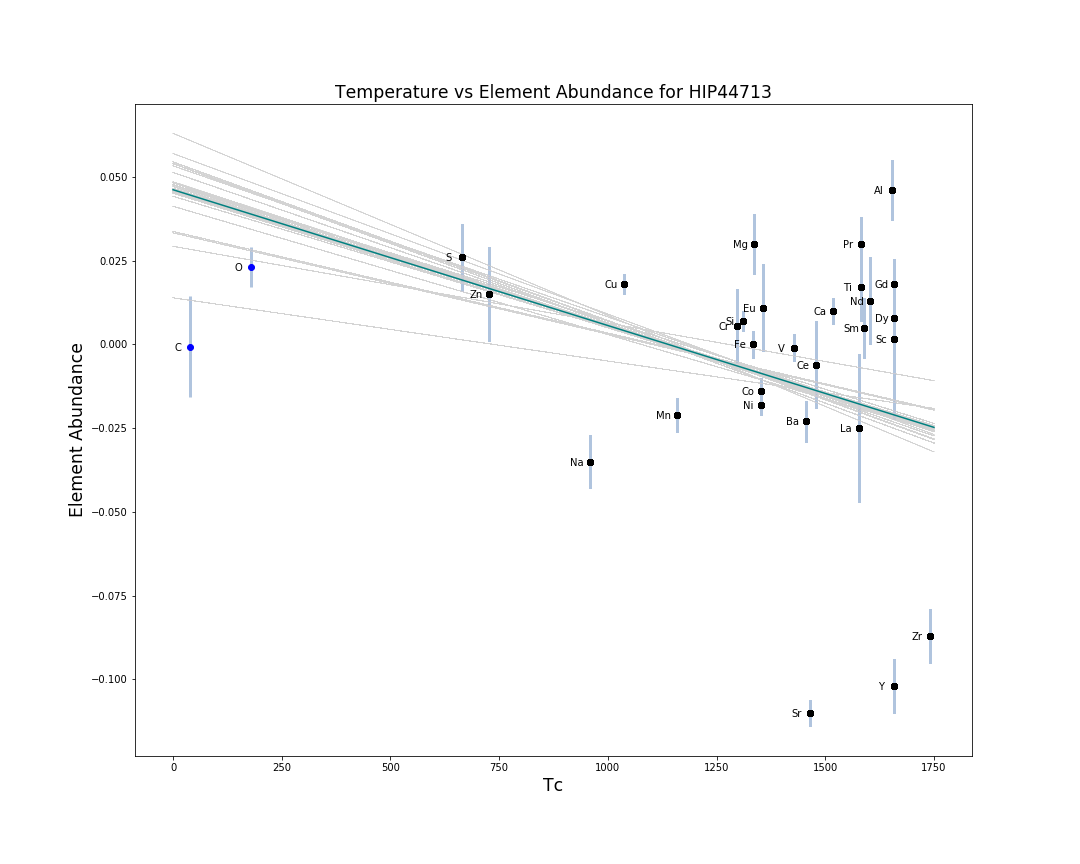 Temperature vs Element Abundance for HIP44713
Element Abundance
0.050
0.025
0.000
−0.025
−0.050
−0.075
−0.100
Al
Mg
Pr
S
O
Zn
Cu
Ti
Gd
Nd
Eu
Ca
Si
Cr
Dy
Sm
Fe
V
Sc
C
Ce
Co
Ni
Mn
Ba
La
Na
Zr
Y
Sr
0
250
500
750
1000
1250
1500
1750
Tc